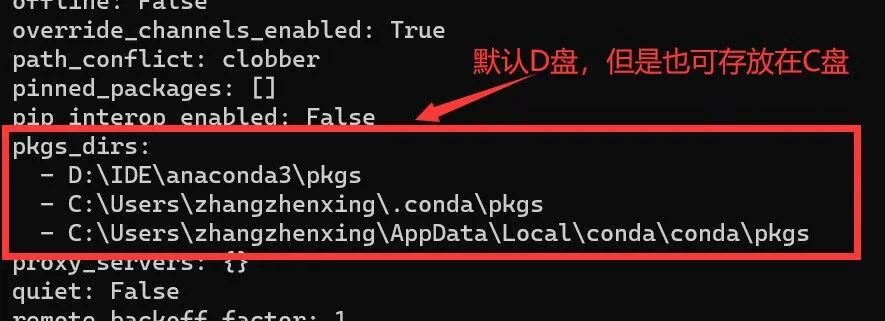 offline: False
override_channels_enabled: True
path_conflict: clobber
默认D盘，但是也可存放在C盘
pinned_packages: []
pip_interop_enabled: False
pkgs_dirs:
- D:\IDE\anaconda3\pkgs
- C:\Users\zhangzhenxing\.conda\pkgs
- C:\Users\zhangzhenxing\AppData\Local\conda\conda\pkgs
proxy_servers: {}
quiet: False
remote_backoff_factor: 1